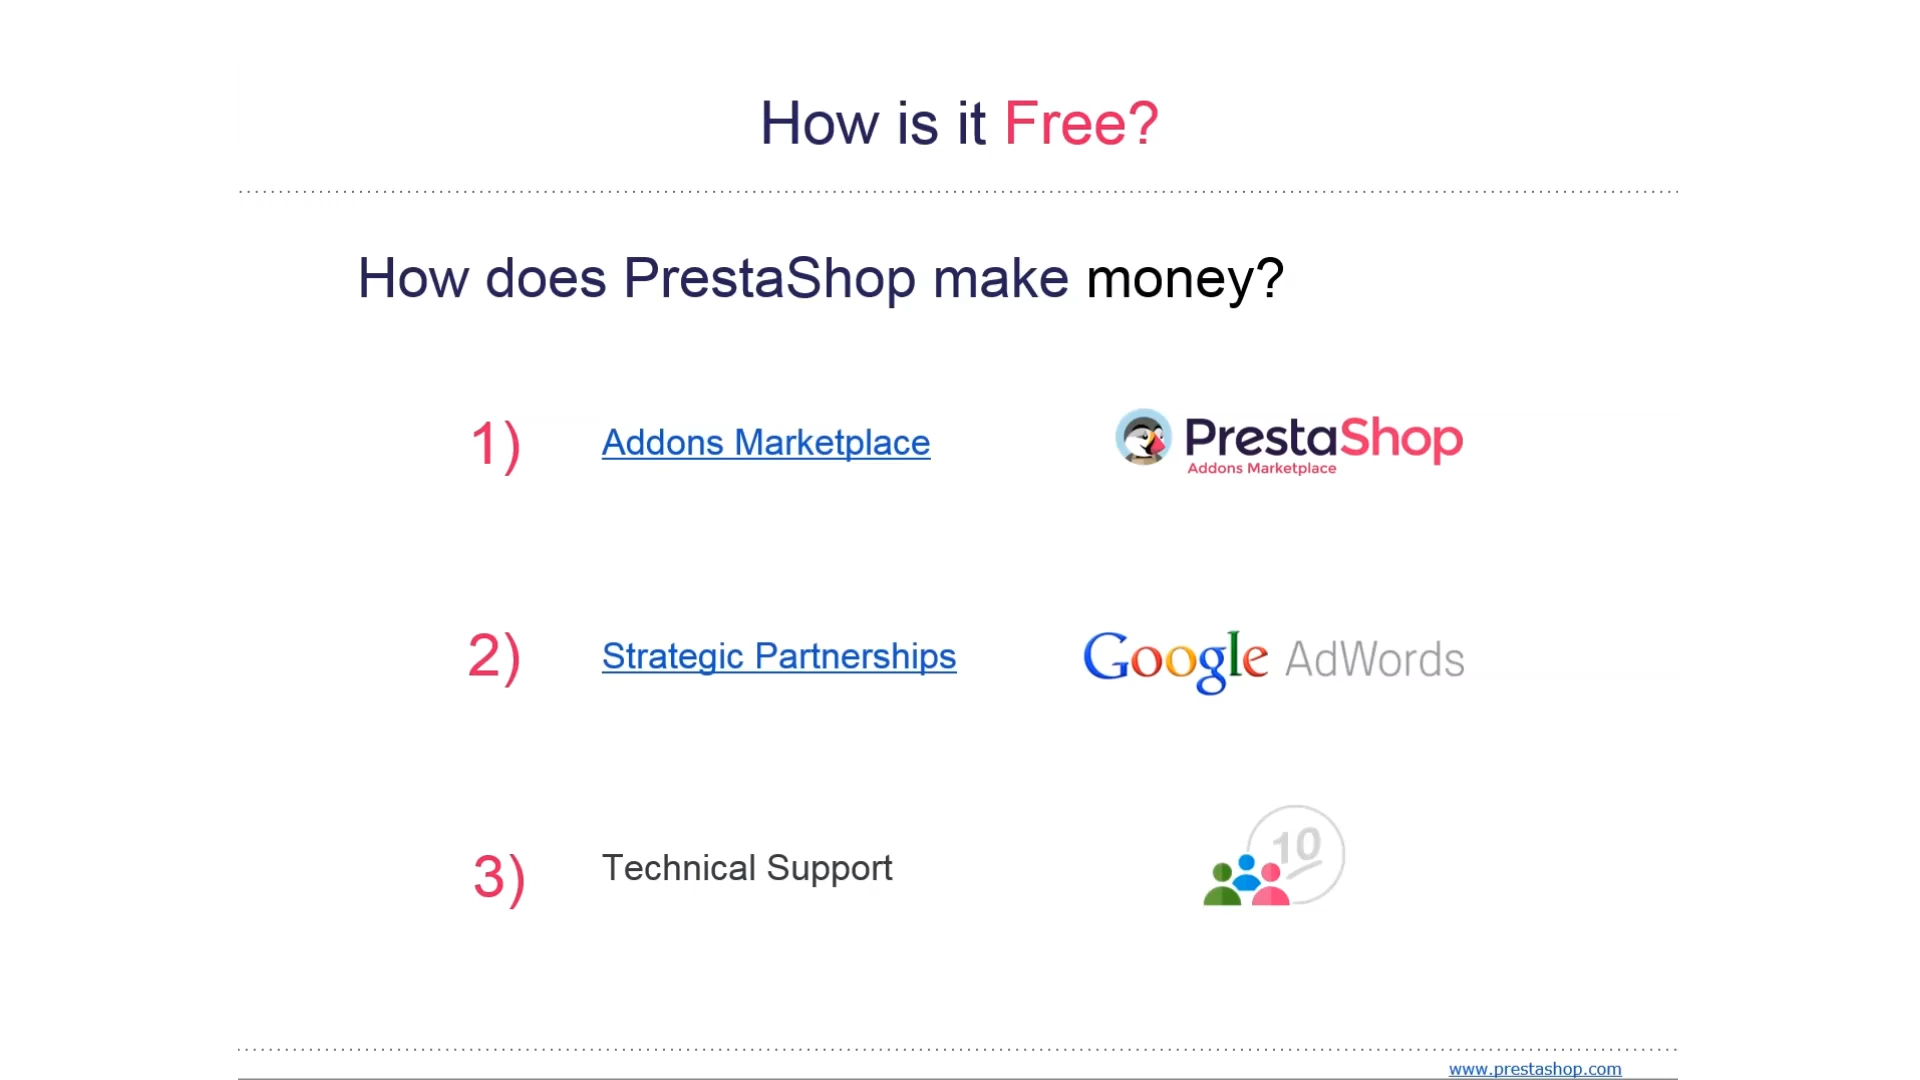 How is it Free?
How does PrestaShop make money?
1) Addons Marketplace
PrestaShop
Addons Marketplace
2) Strategic Partnerships
Google AdWords
3) Technical Support
10
www.prestashop.com